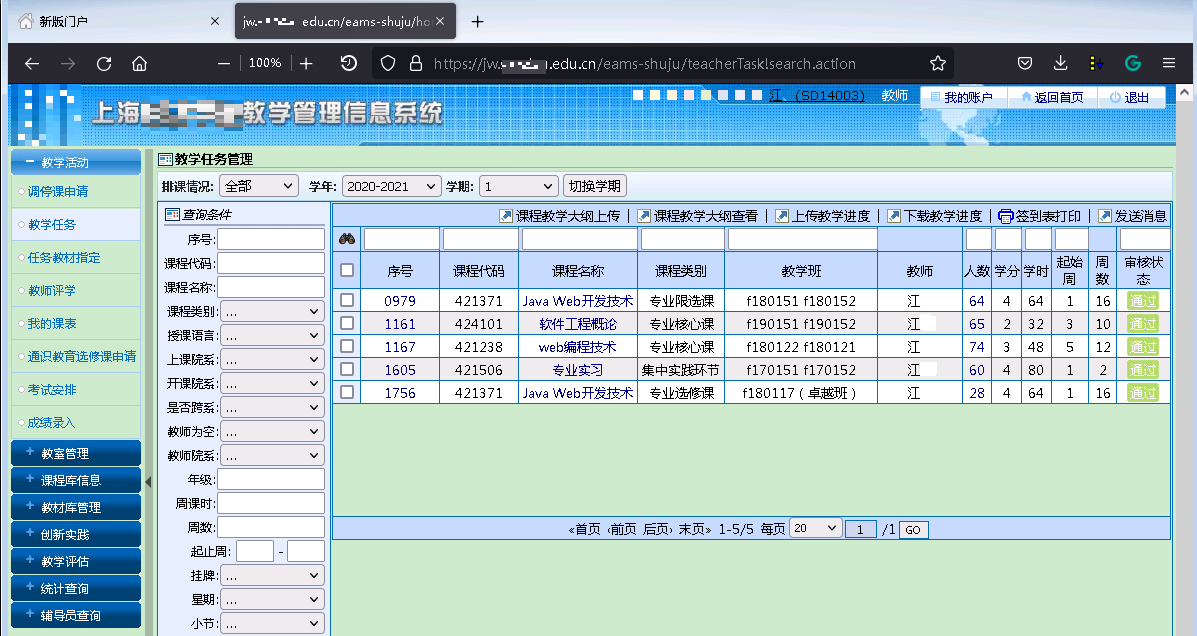 新版门户
jw. edu.cn/eams-shuju/ho
100%
https://jw. .edu.cn/eams-shuju/teacherTask!search.action
上海 教学管理信息系统
江 (SD14003) 教师 我的账户 返回首页 退出
教学活动
调停课申请
教学任务
任务教材指定
教师评学
我的课表
通识教育选修课申请
考试安排
成绩录入
教室管理
课程库信息
教材库管理
创新实践
教学评估
统计查询
辅导员查询
教学任务管理
排课情况: 全部 学年: 2020-2021 学期: 1 切换学期
查询条件
序号:
课程代码:
课程名称:
课程类别: ...
授课语言: ...
上课院系: ...
开课院系: ...
是否跨系: ...
教师为空: ...
教师院系: ...
年级:
周课时:
周数:
起止周: -
挂牌: ...
星期: ...
小节: ...
课程教学大纲上传 | 课程教学大纲查看 | 上传教学进度 | 下载教学进度 | 签到表打印 | 发送消息
序号 课程代码 课程名称 课程类别 教学班 教师 人数 学分 学时 起始周 周数 审核状态
0979 421371 Java Web开发技术 专业限选课 f180151 f180152 江 64 4 64 1 16 通过
1161 424101 软件工程概论 专业核心课 f190151 f190152 江 65 2 32 3 10 通过
1167 421238 web编程技术 专业核心课 f180122 f180121 江 74 3 48 5 12 通过
1605 421506 专业实习 集中实践环节 f170151 f170152 江 60 4 80 1 2 通过
1756 421371 Java Web开发技术 专业选修课 f180117 ( 卓越班 ) 江 28 4 64 1 16 通过
«首页 ‹前页 后页› 末页» 1-5/5 每页 20 1 /1 GO